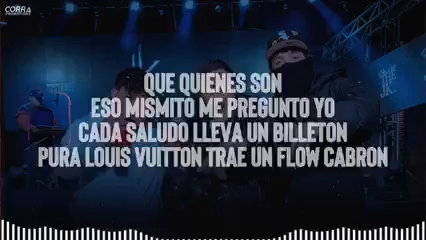 CORRA
QUE QUIENES SON
ESO MISMITO ME PREGUNTO YO
CADA SALUDO LLEVA UN BILLETON
PURA LOUIS VUITTON TRAE UN FLOW CABRON